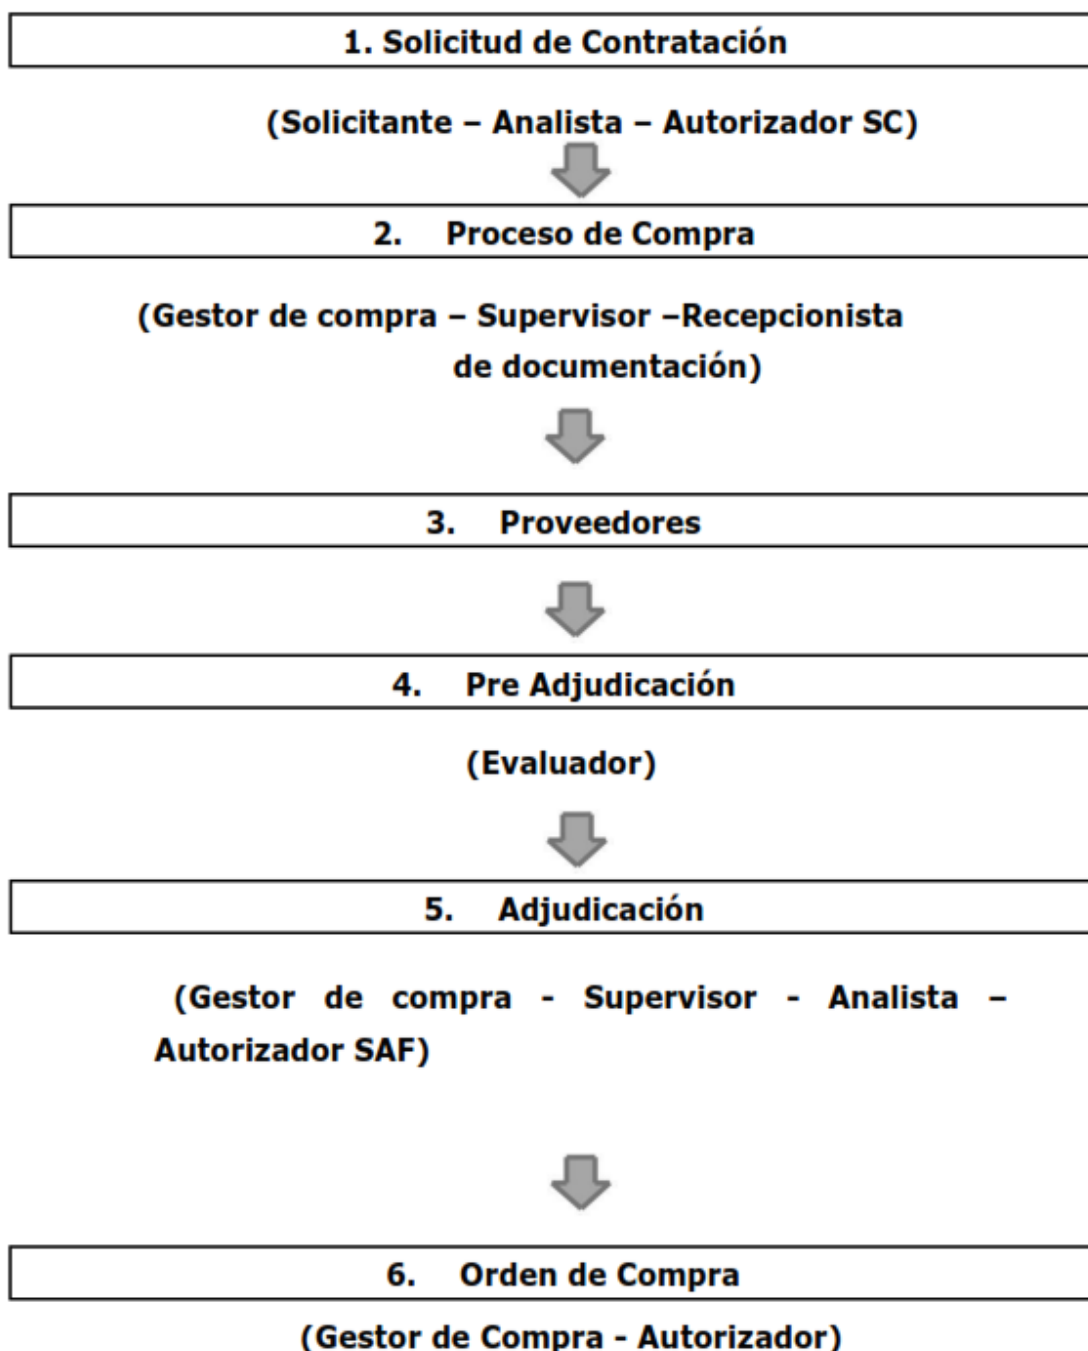 1. Solicitud de Contratación
(Solicitante – Analista – Autorizador SC)
2. Proceso de Compra
(Gestor de compra – Supervisor –Recepcionista
de documentación)
3. Proveedores
4. Pre Adjudicación
(Evaluador)
5. Adjudicación
(Gestor de compra - Supervisor - Analista –
Autorizador SAF)
6. Orden de Compra
(Gestor de Compra - Autorizador)